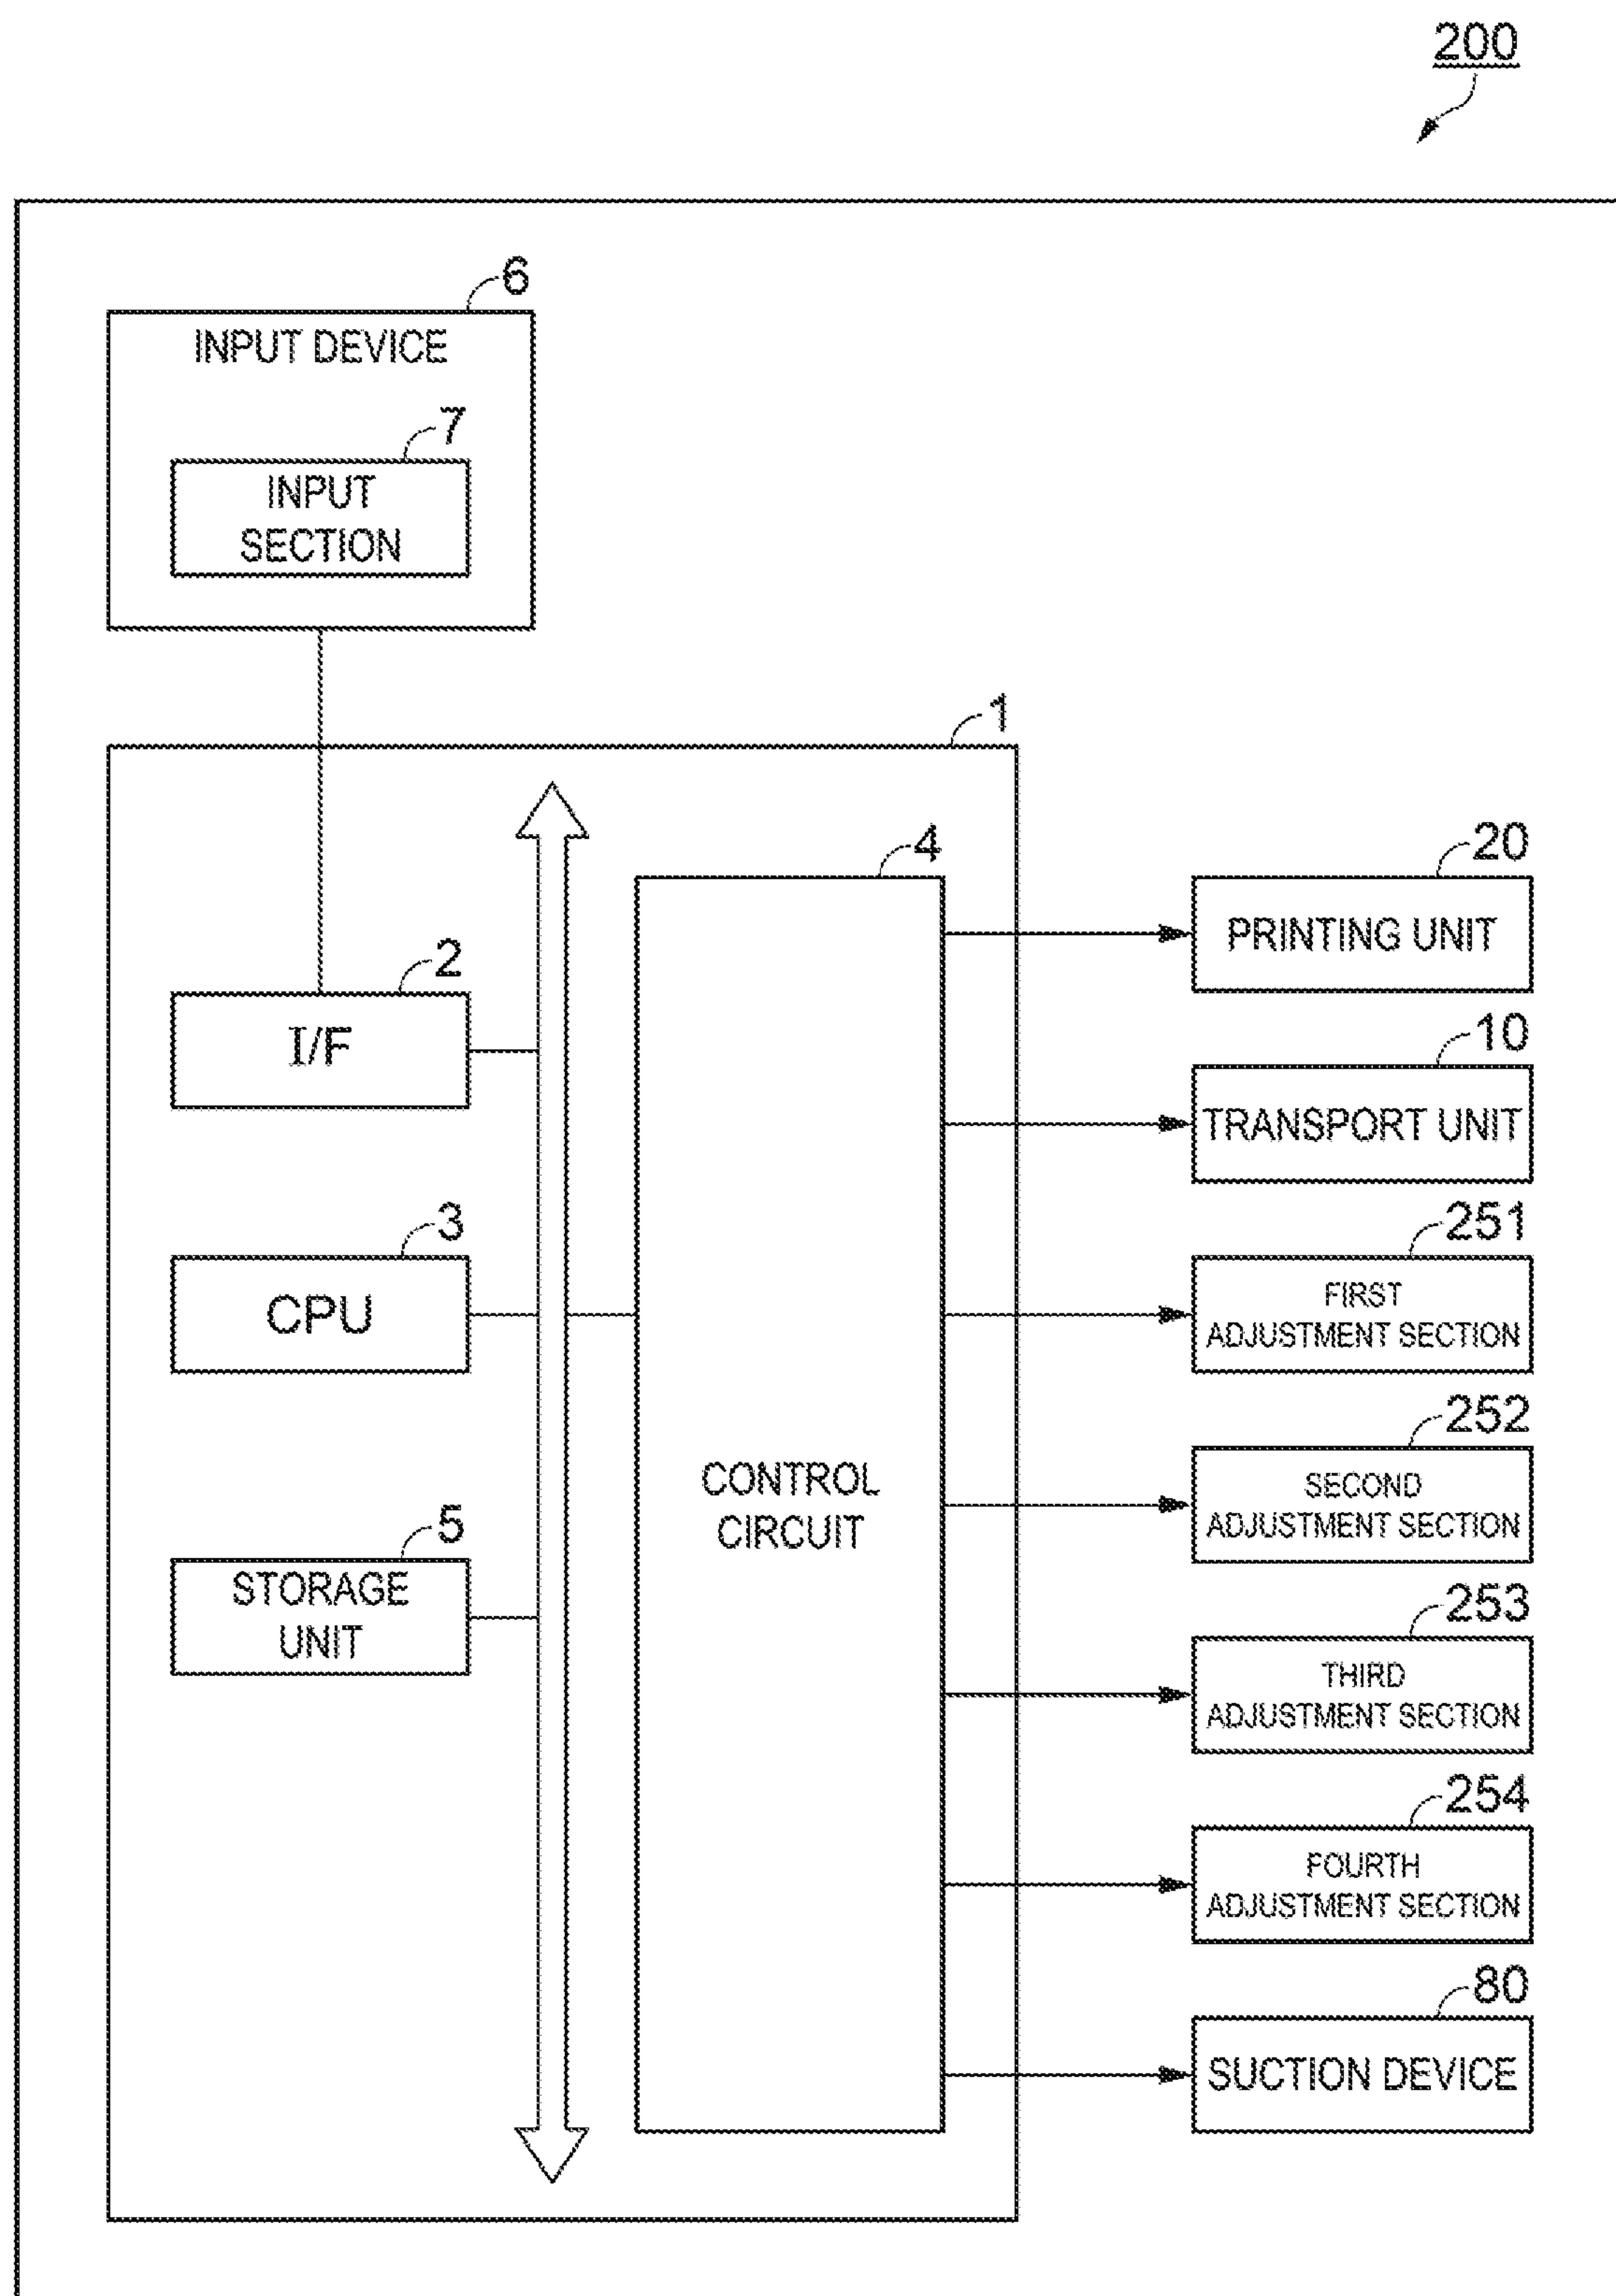 200
6
INPUT DEVICE
7
INPUT
SECTION
1
4
2
I/F
3
CPU
5
STORAGE
UNIT
CONTROL
CIRCUIT
20
PRINTING UNIT
10
TRANSPORT UNIT
251
FIRST
ADJUSTMENT SECTION
252
SECOND
ADJUSTMENT SECTION
253
THIRD
ADJUSTMENT SECTION
254
FOURTH
ADJUSTMENT SECTION
80
SUCTION DEVICE